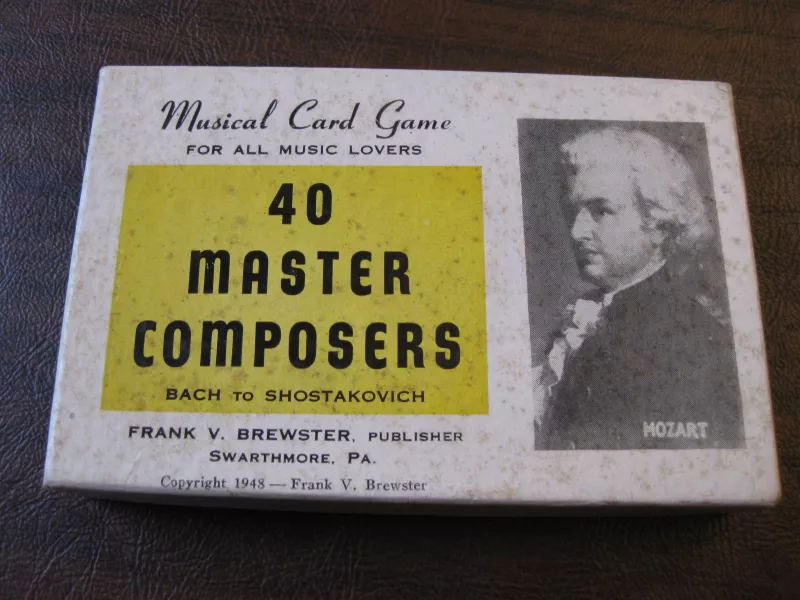 Musical Card Game
FOR ALL MUSIC LOVERS
40
MASTER
COMPOSERS
BACH TO SHOSTAKOVICH
FRANK V. BREWSTER, PUBLISHER
SWARTHMORE, PA.
Copyright 1948 — Frank V. Brewster
MOZART